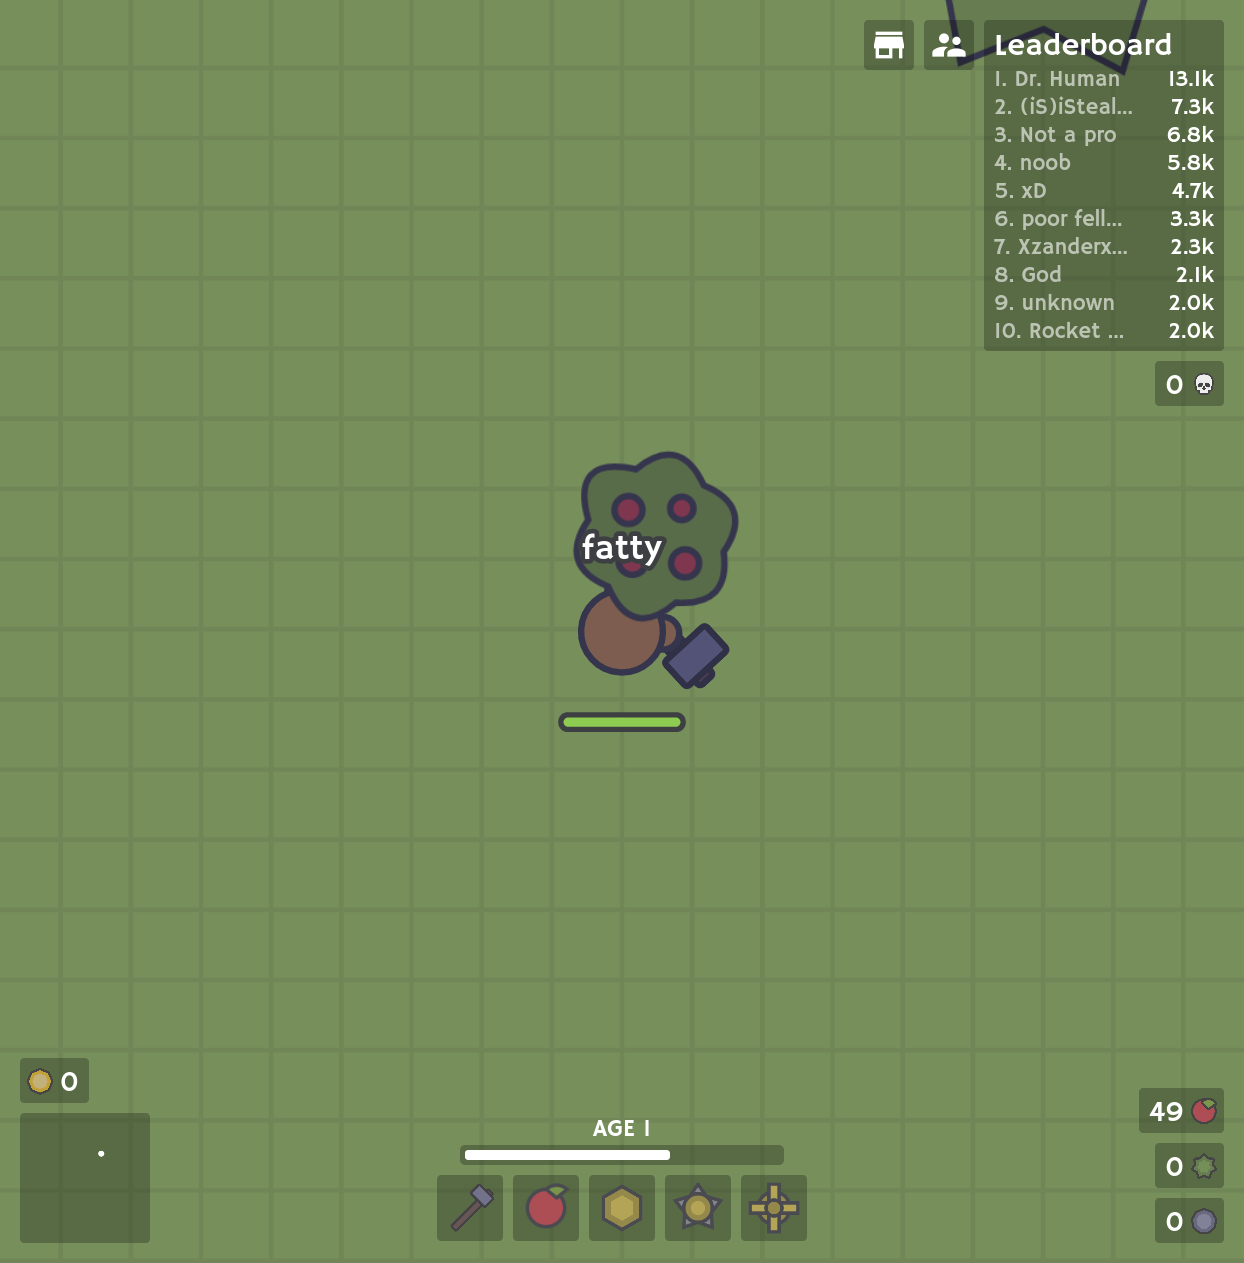 Leaderboard
1. Dr. Human 13.1k
2. (iS)iSteal... 7.3k
3. Not a pro 6.8k
4. noob 5.8k
5. xD 4.7k
6. poor fell... 3.3k
7. Xzanderx... 2.3k
8. God 2.1k
9. unknown 2.0k
10. Rocket ... 2.0k
0
fatty
0
49
AGE 1
0
0